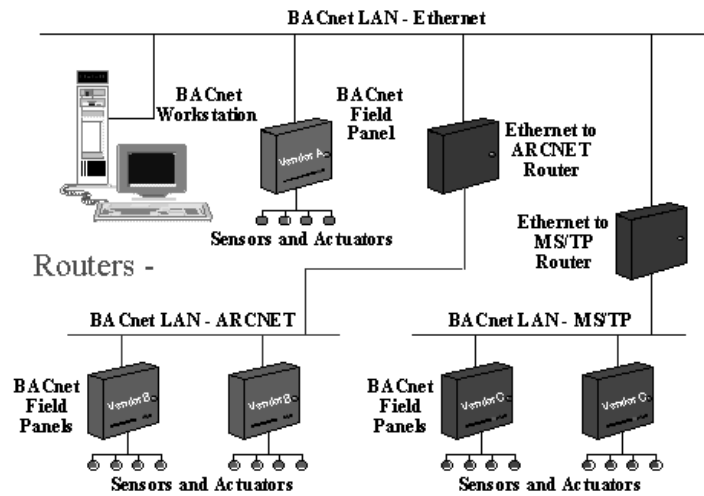 BACnet LAN - Ethernet
BACnet
Workstation
BACnet
Field
Panel
Vendor A
Ethernet to
ARCNET
Router
Sensors and Actuators
Ethernet to
MS/TP
Router
Routers -
BACnet LAN - ARCNET
BACnet LAN - MS/TP
BACnet
Field
Panels
Vendor B
Vendor B
BACnet
Field
Panels
Vendor C
Vendor C
Sensors and Actuators
Sensors and Actuators